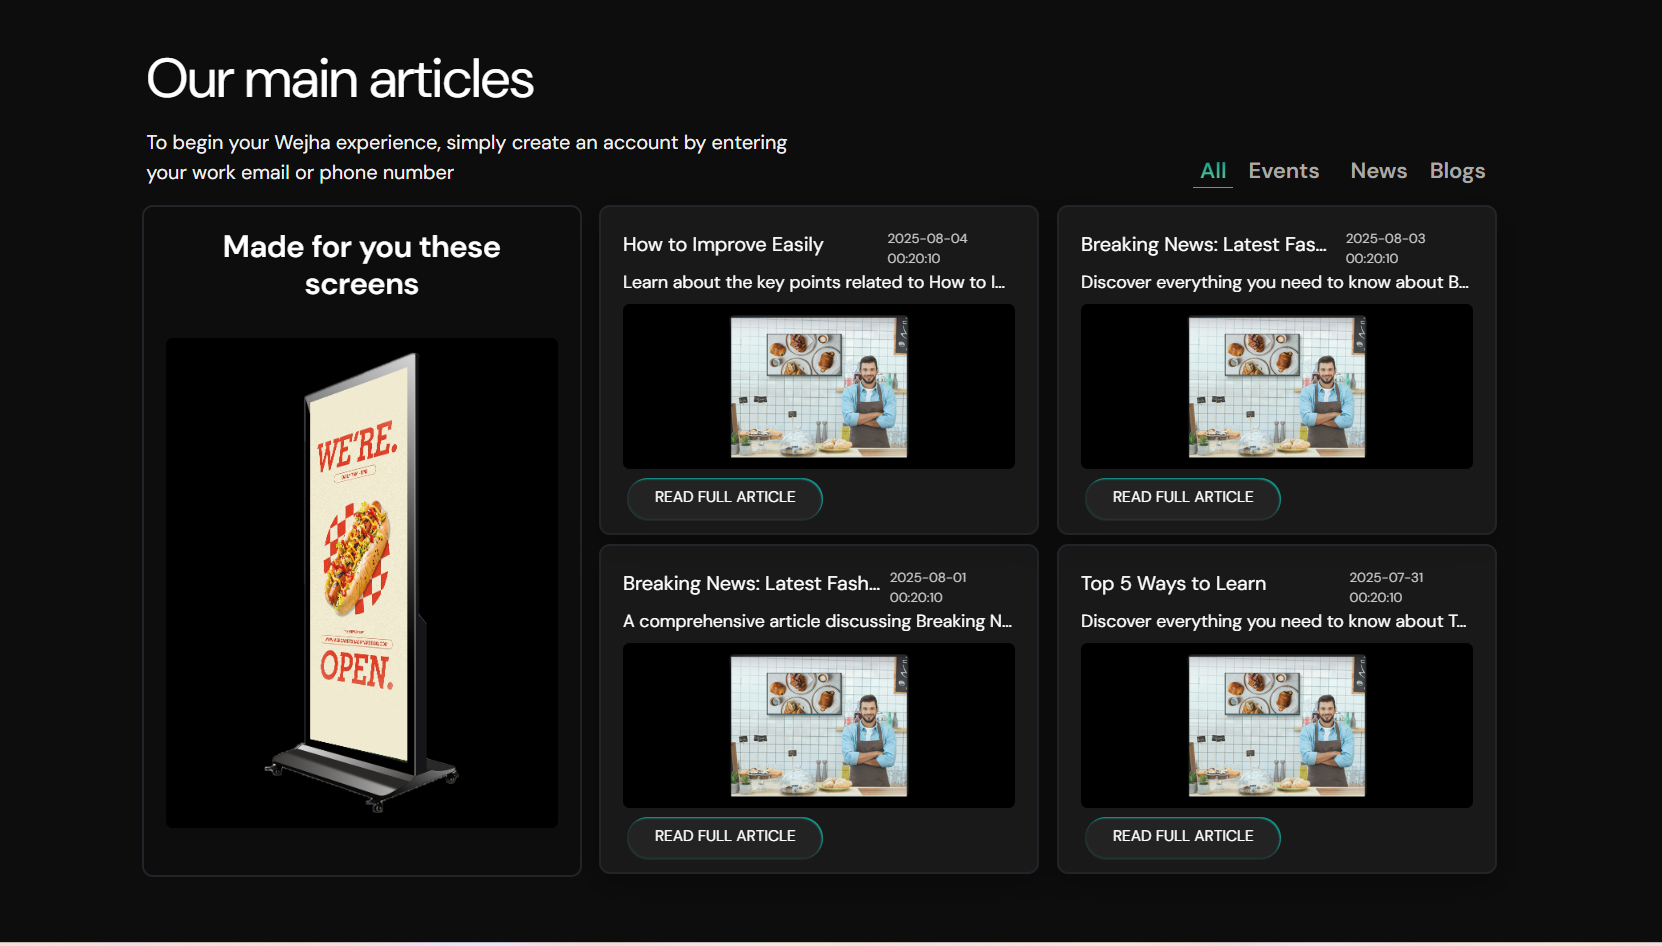 Our main articles
To begin your Wejha experience, simply create an account by entering
your work email or phone number
All Events News Blogs
Made for you these
screens
WE'RE.
OPEN.
How to Improve Easily
2025-08-04
00:20:10
Learn about the key points related to How to I...
READ FULL ARTICLE
Breaking News: Latest Fas...
2025-08-03
00:20:10
Discover everything you need to know about B...
READ FULL ARTICLE
Breaking News: Latest Fash...
2025-08-01
00:20:10
A comprehensive article discussing Breaking N...
READ FULL ARTICLE
Top 5 Ways to Learn
2025-07-31
00:20:10
Discover everything you need to know about T...
READ FULL ARTICLE